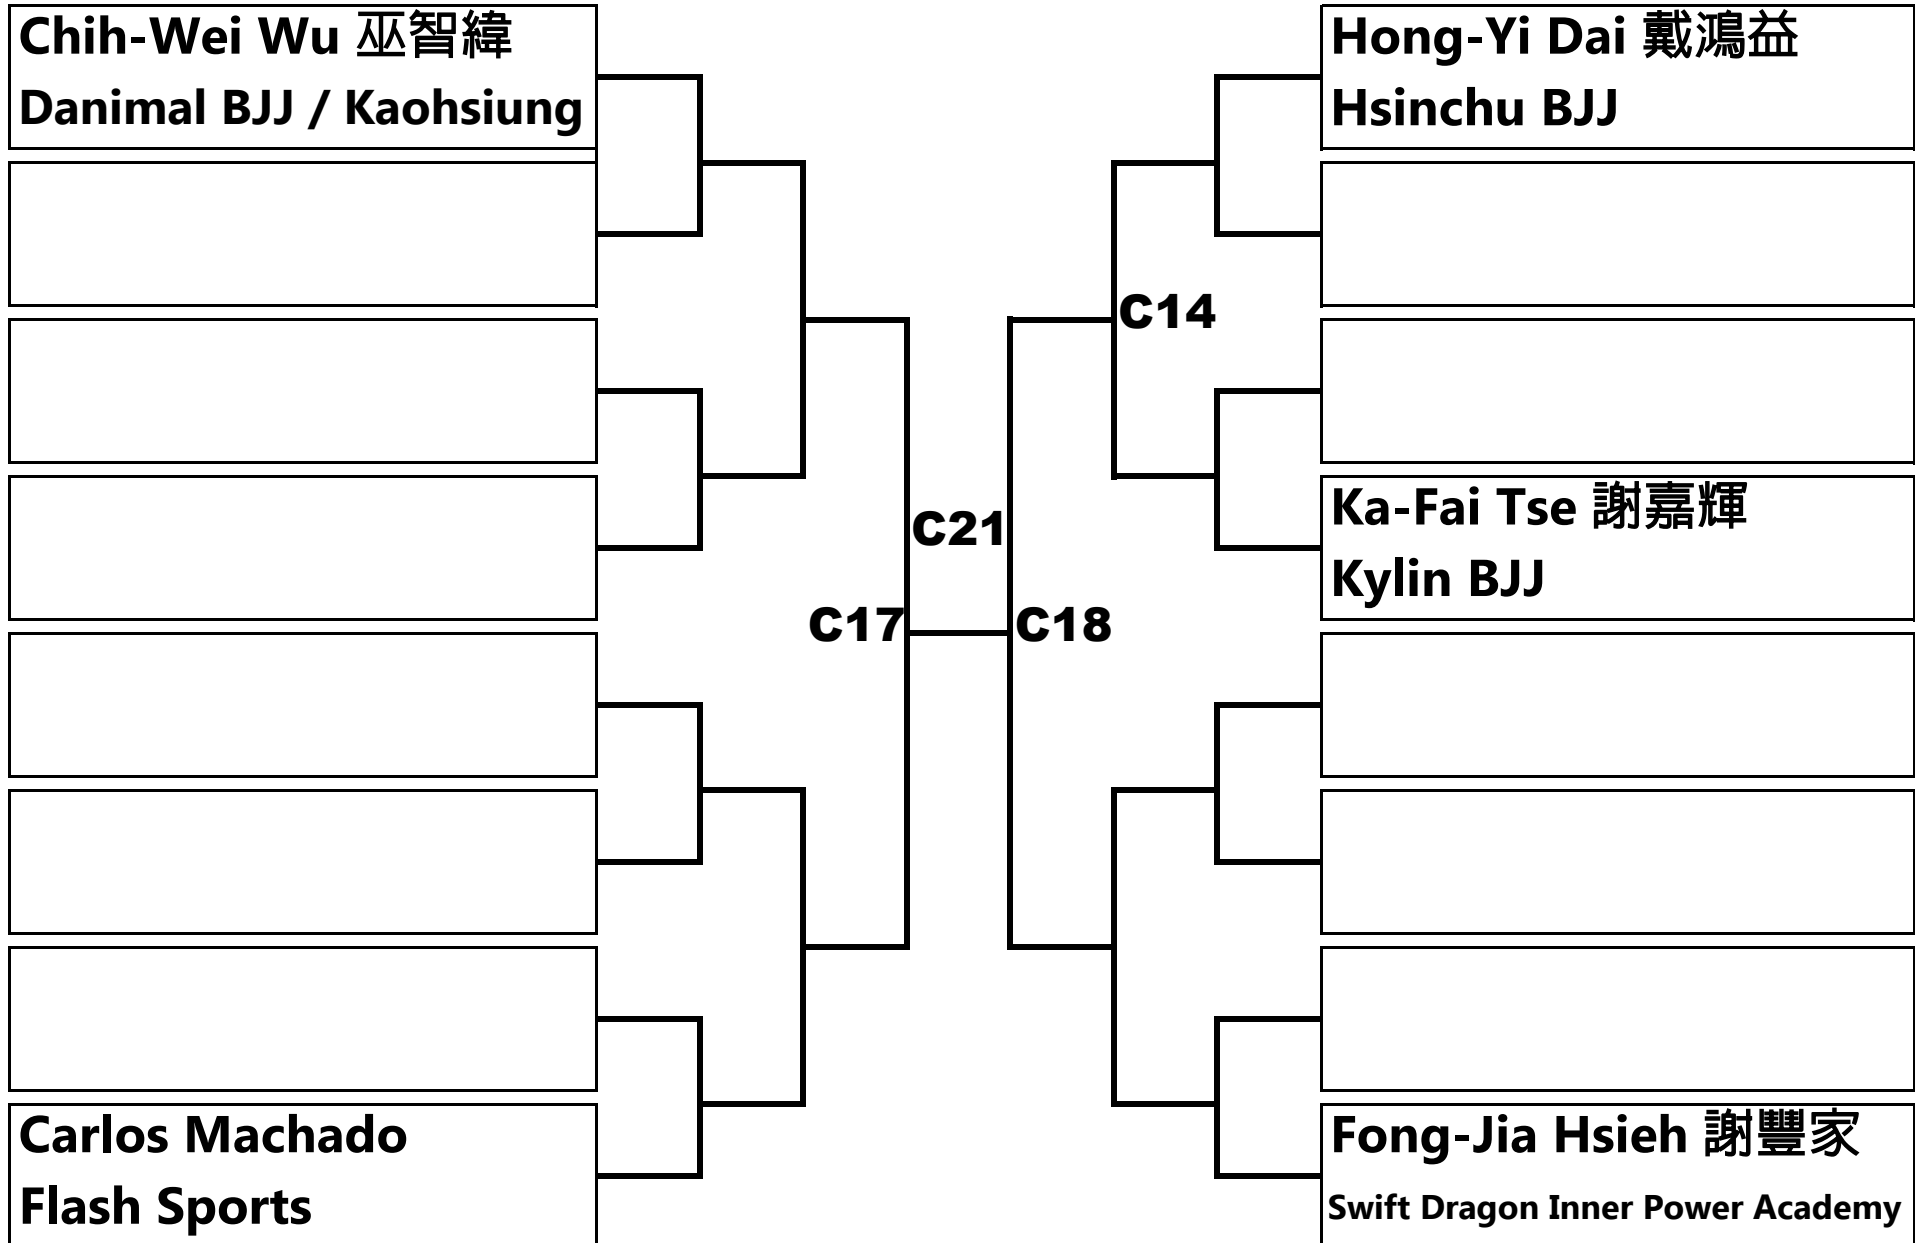 Chih-Wei Wu 巫智緯
Danimal BJJ / Kaohsiung
Carlos Machado
Flash Sports
C17
C21
C18
C14
Hong-Yi Dai 戴鴻益
Hsinchu BJJ
Ka-Fai Tse 謝嘉輝
Kylin BJJ
Fong-Jia Hsieh 謝豐家
Swift Dragon Inner Power Academy